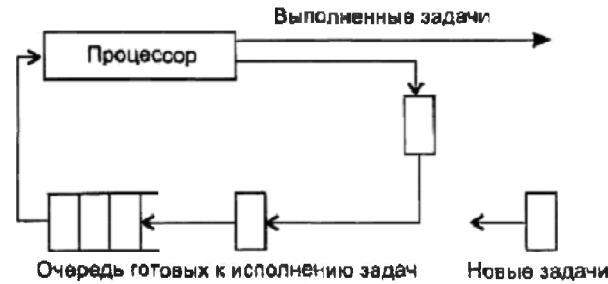 Выполненные задачи
Процессор
Очередь готовых к исполнению задач
Новые задачи